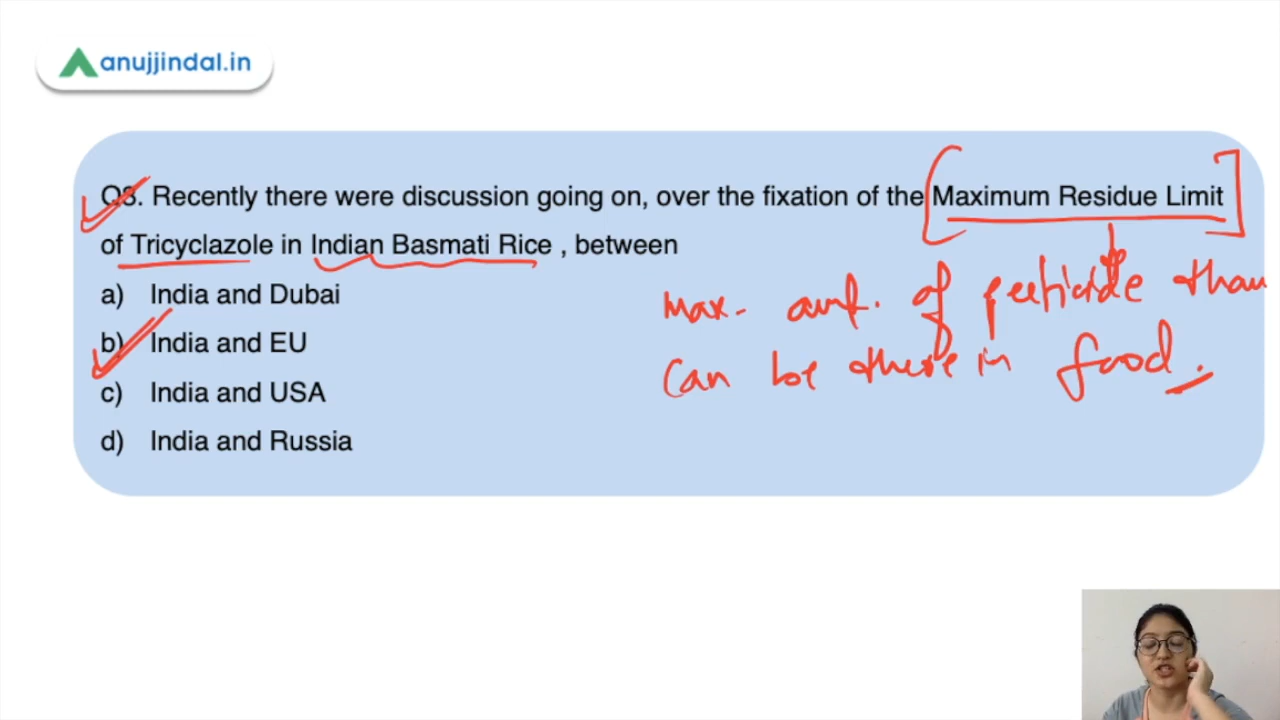 anujjindal.in
Q3. Recently there were discussion going on, over the fixation of the Maximum Residue Limit
of Tricyclazole in Indian Basmati Rice , between
a) India and Dubai
b) India and EU
c) India and USA
d) India and Russia
Max. amt. of pesticide that
can be there in food.